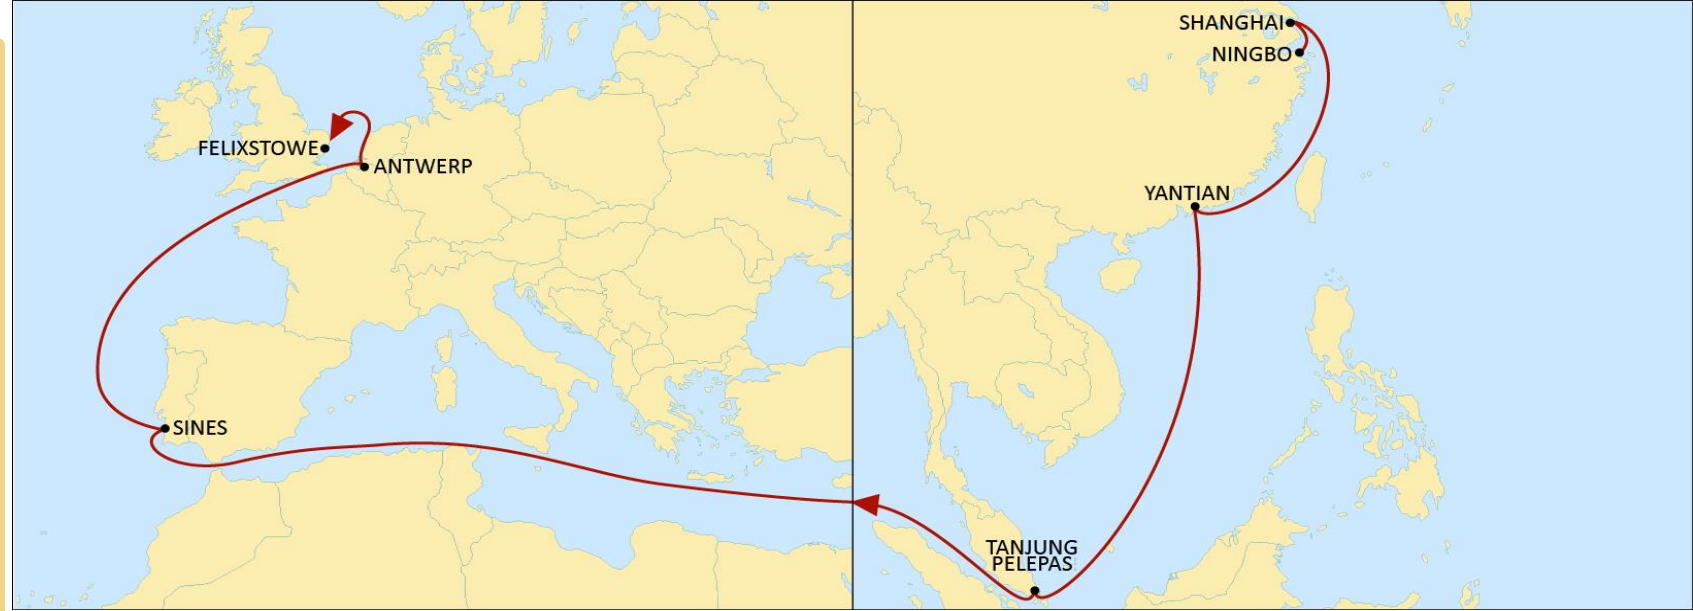 SHANGHAI
NINGBO
FELIXSTOWE
ANTWERP
YANTIAN
SINES
TANJUNG
PELEPAS